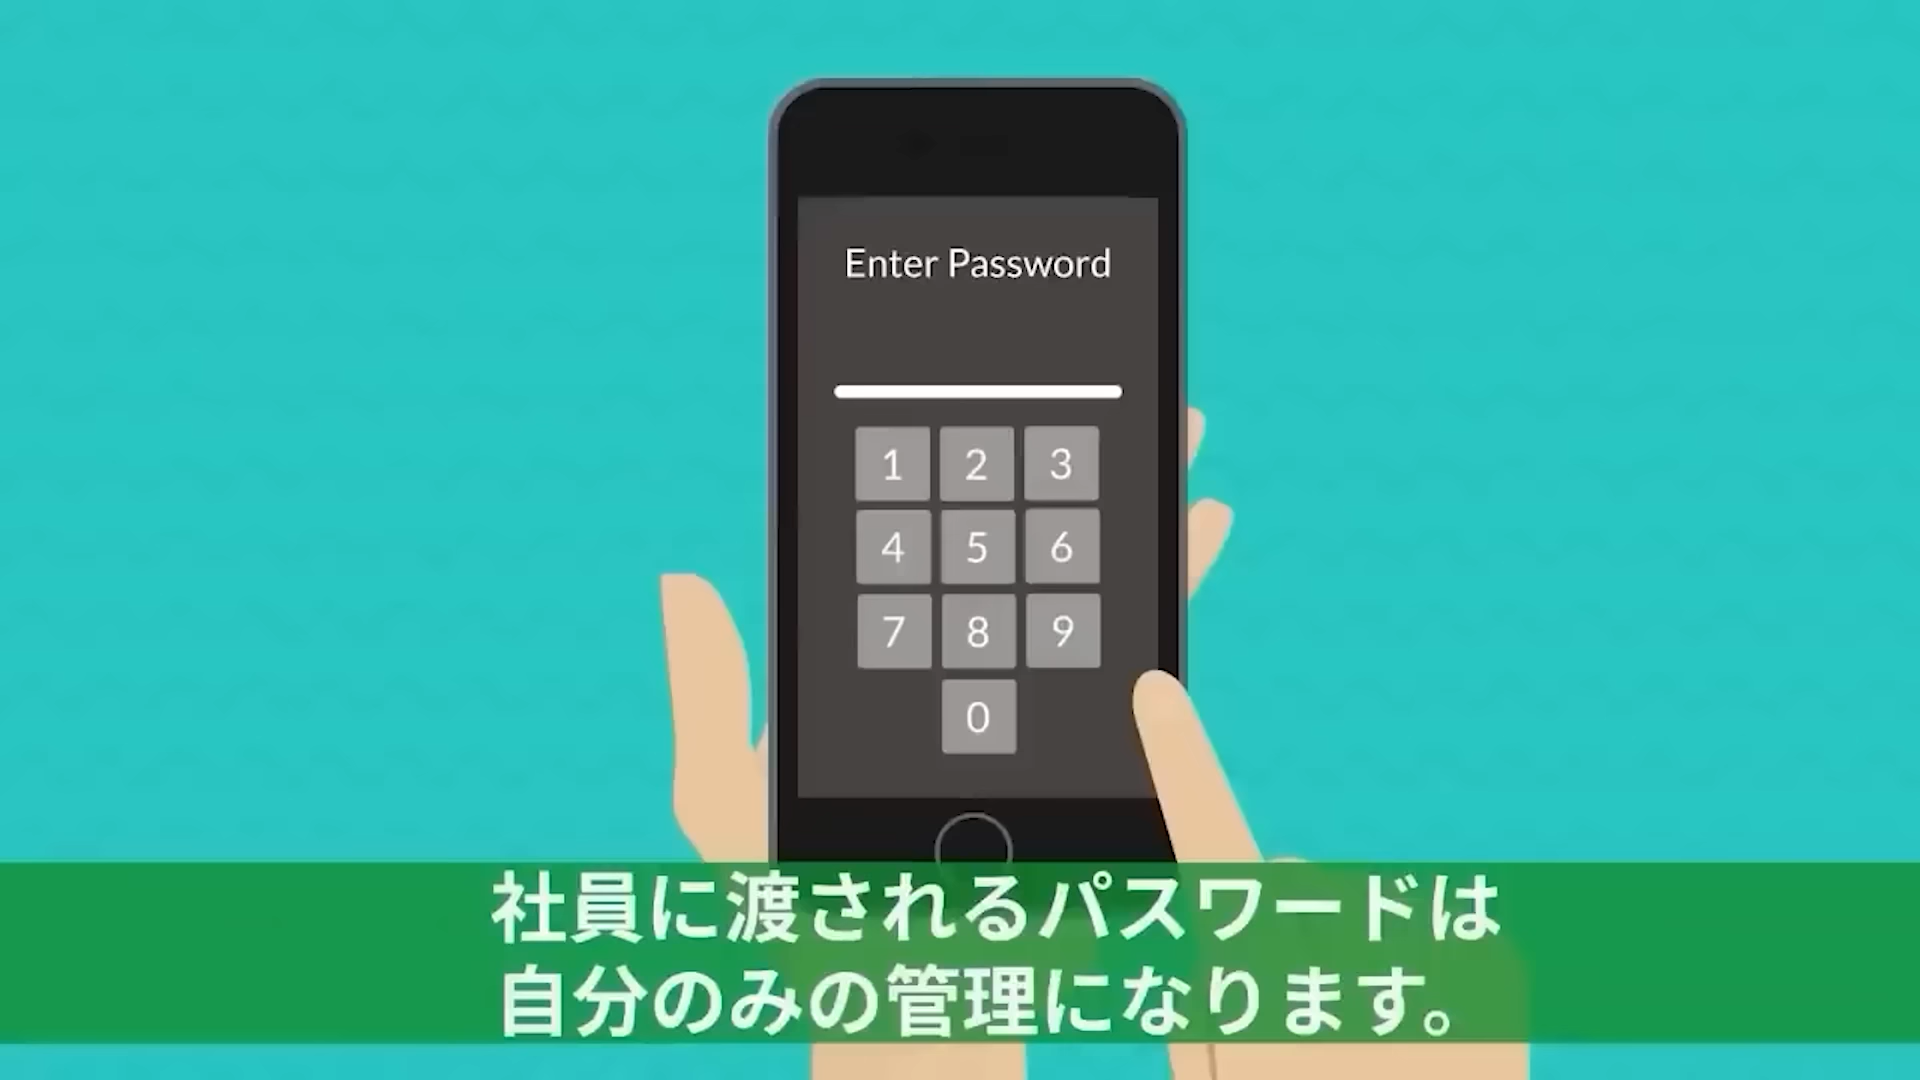 Enter Password
1 2 3
4 5 6
7 8 9
0
社員に渡されるパスワードは
自分のみの管理になります。